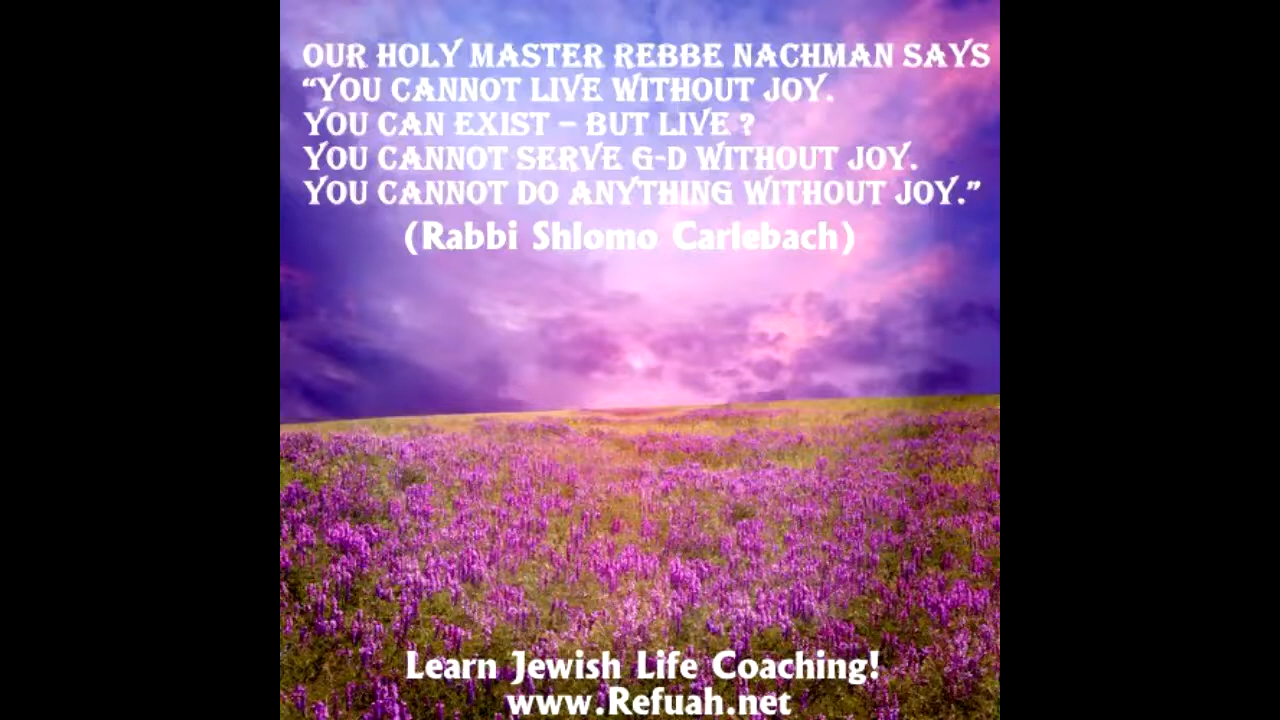 OUR HOLY MASTER REBBE NACHMAN SAYS
“YOU CANNOT LIVE WITHOUT JOY.
YOU CAN EXIST – BUT LIVE ?
YOU CANNOT SERVE G-D WITHOUT JOY.
YOU CANNOT DO ANYTHING WITHOUT JOY.”
(Rabbi Shlomo Carlebach)
Learn Jewish Life Coaching!
www.Refuah.net